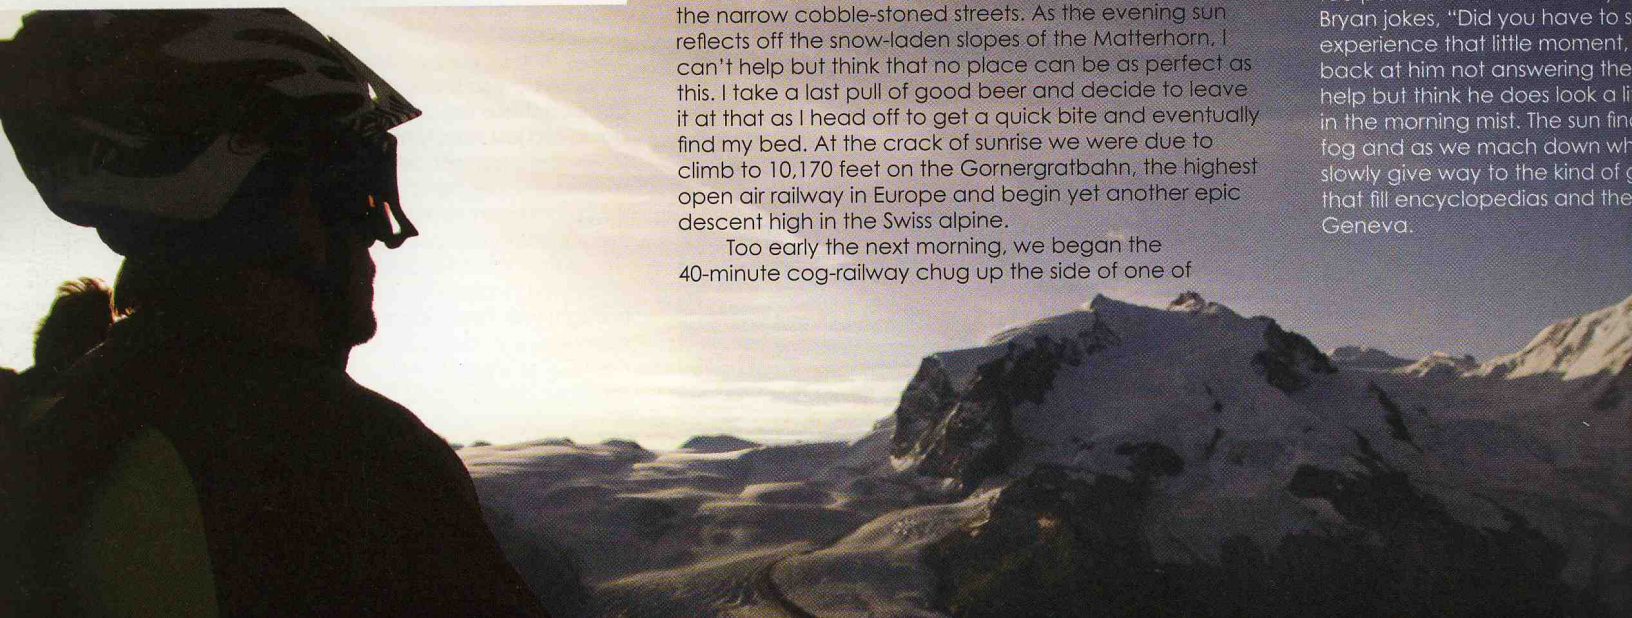 the narrow cobble-stoned streets. As the evening sun
reflects off the snow-laden slopes of the Matterhorn, I
can't help but think that no place can be as perfect as
this. I take a last pull of good beer and decide to leave
it at that as I head off to get a quick bite and eventually
find my bed. At the crack of sunrise we were due to
climb to 10,170 feet on the Gornergratbahn, the highest
open air railway in Europe and begin yet another epic
descent high in the Swiss alpine.
Too early the next morning, we began the
40-minute cog-railway chug up the side of one of
Bryan jokes, “Did you have to
experience that little moment,
back at him not answering the
help but think he does look a
in the morning mist. The sun
fog and as we mach down
slowly give way to the kind of
that fill encyclopedias and the
Geneva.